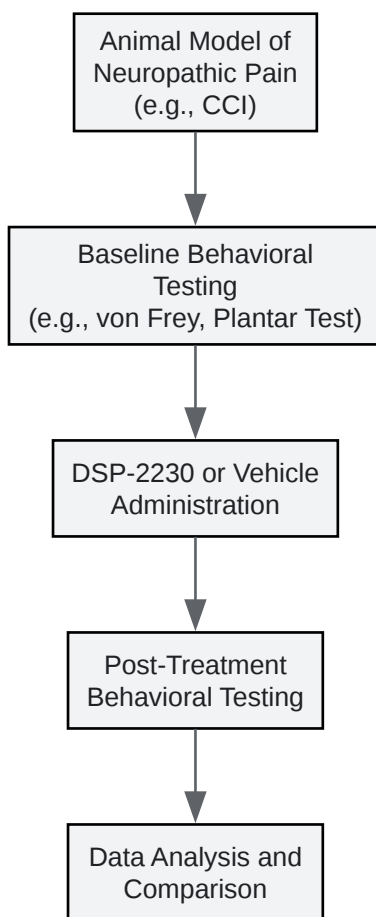 Animal Model of
Neuropathic Pain
(e.g., CCI)
Baseline Behavioral
Testing
(e.g., von Frey, Plantar Test)
DSP-2230 or Vehicle
Administration
Post-Treatment
Behavioral Testing
Data Analysis and
Comparison